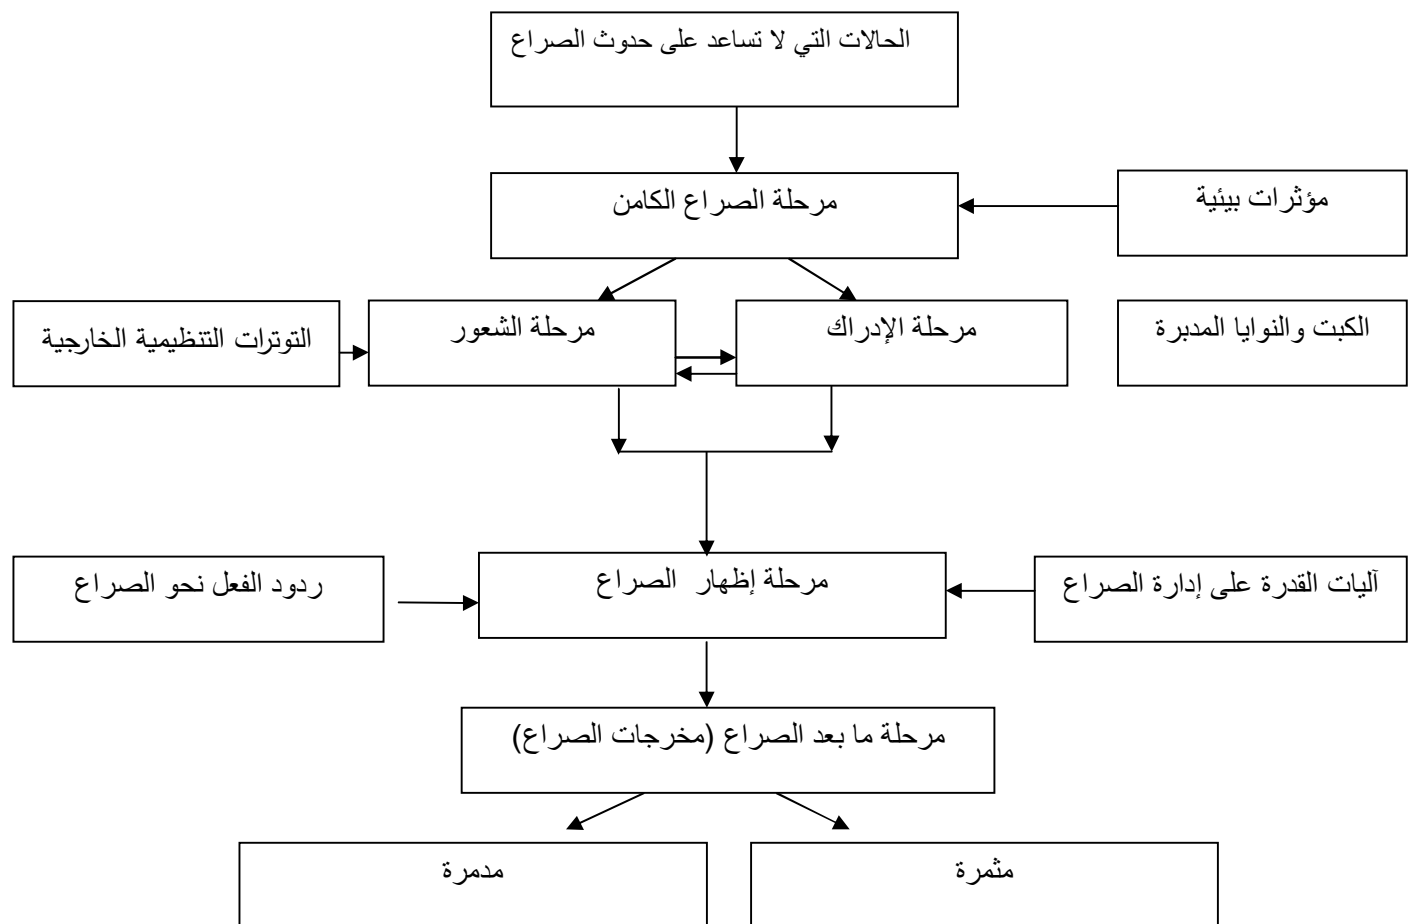 الحالات التي لا تساعد على حدوث الصراع
مرحلة الصراع الكامن
مؤثرات بيئية
الكبت والنوايا المدبرة
مرحلة الإدراك
مرحلة الشعور
التوترات التنظيمية الخارجية
آليات القدرة على إدارة الصراع
مرحلة إظهار الصراع
ردود الفعل نحو الصراع
مرحلة ما بعد الصراع (مخرجات الصراع)
مثمرة
مدمرة